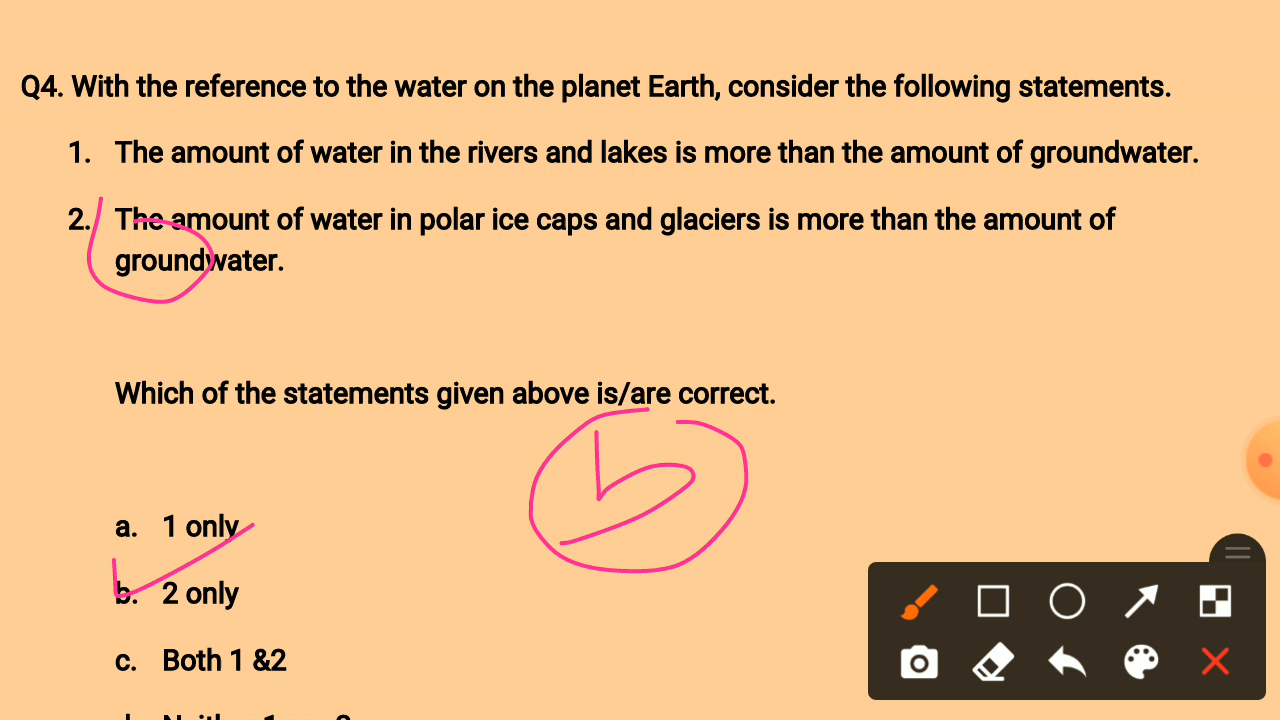 Q4. With the reference to the water on the planet Earth, consider the following statements.
1. The amount of water in the rivers and lakes is more than the amount of groundwater.
2. The amount of water in polar ice caps and glaciers is more than the amount of
groundwater.
Which of the statements given above is/are correct.
b
a. 1 only
b. 2 only
c. Both 1 &2